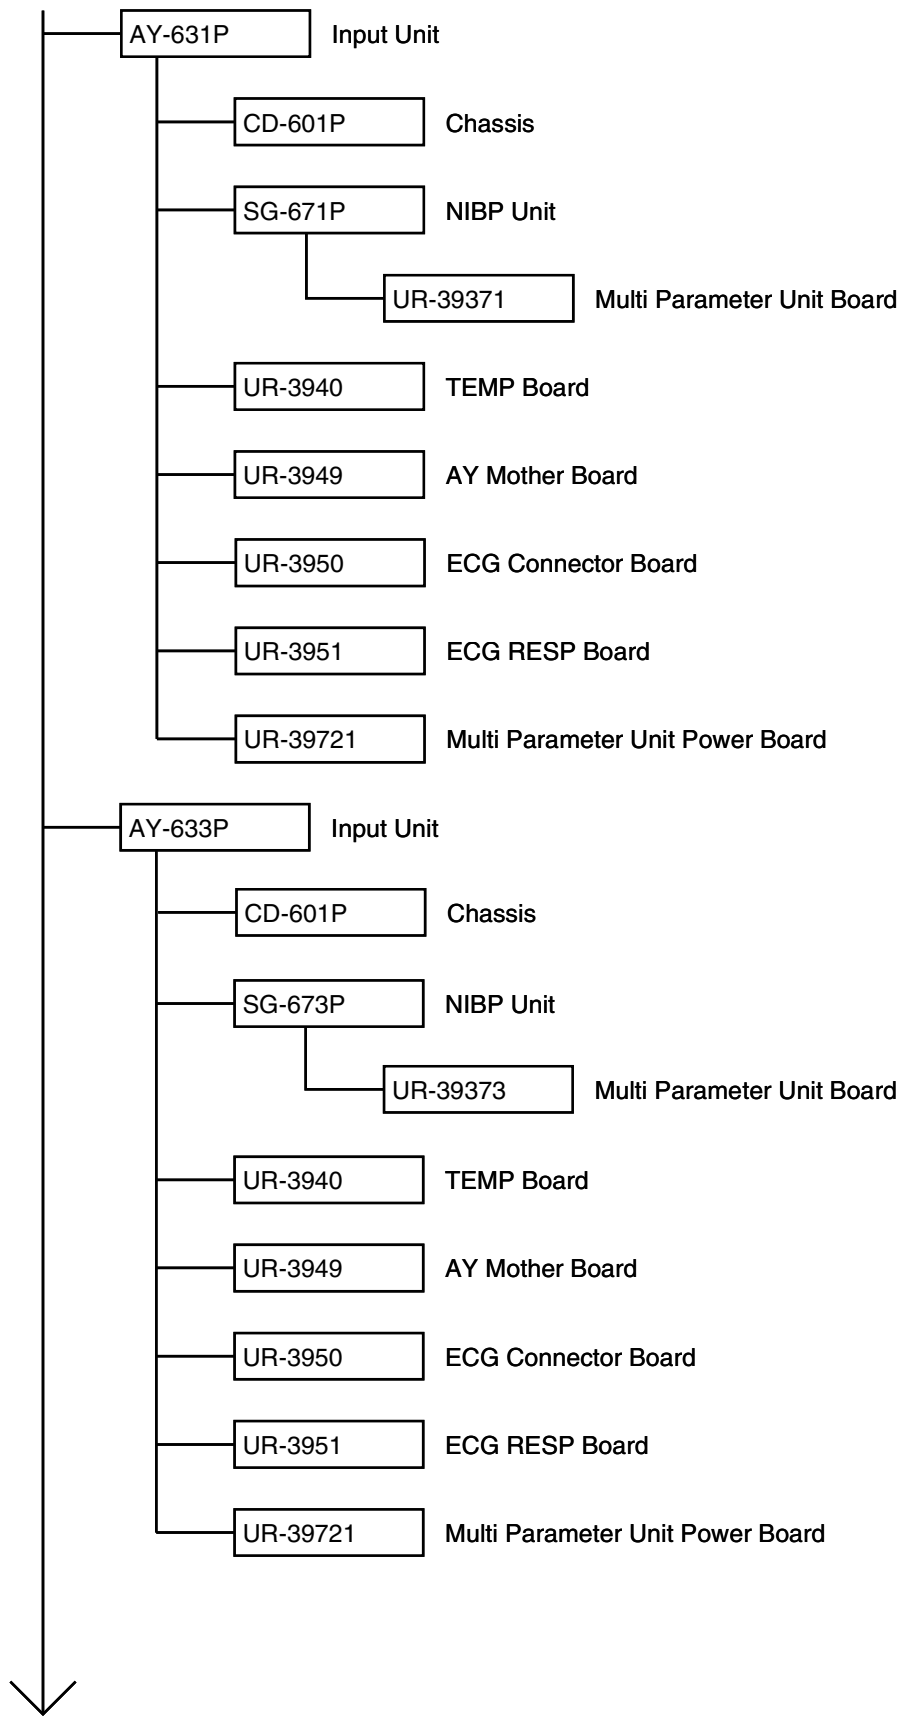 AY-631P Input Unit
CD-601P Chassis
SG-671P NIBP Unit
UR-39371 Multi Parameter Unit Board
UR-3940 TEMP Board
UR-3949 AY Mother Board
UR-3950 ECG Connector Board
UR-3951 ECG RESP Board
UR-39721 Multi Parameter Unit Power Board
AY-633P Input Unit
CD-601P Chassis
SG-673P NIBP Unit
UR-39373 Multi Parameter Unit Board
UR-3940 TEMP Board
UR-3949 AY Mother Board
UR-3950 ECG Connector Board
UR-3951 ECG RESP Board
UR-39721 Multi Parameter Unit Power Board